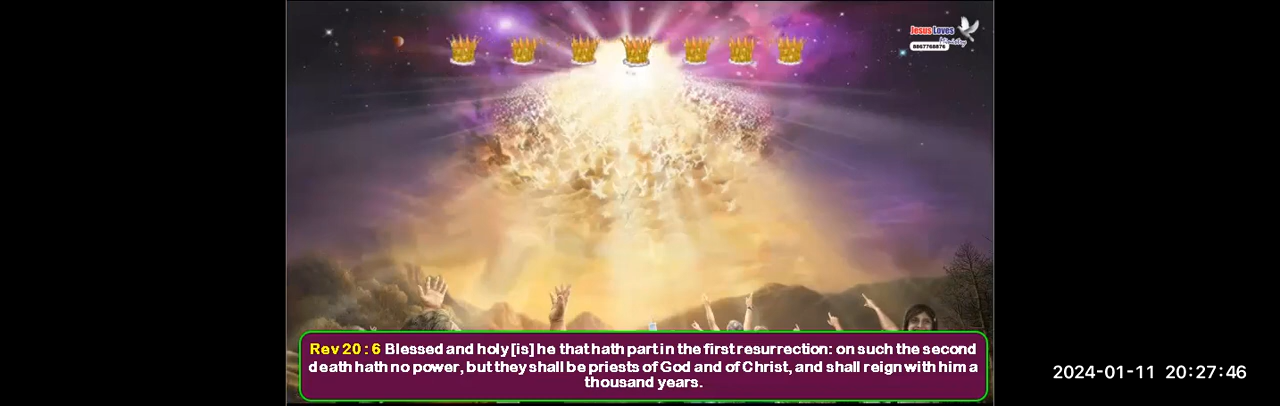 Jesus Loves
Ministry
8867766876
Rev 20 : 6 Blessed and holy [is] he that hath part in the first resurrection: on such the second
death hath no power, but they shall be priests of God and of Christ, and shall reign with him a
thousand years.
2024-01-11 20:27:46